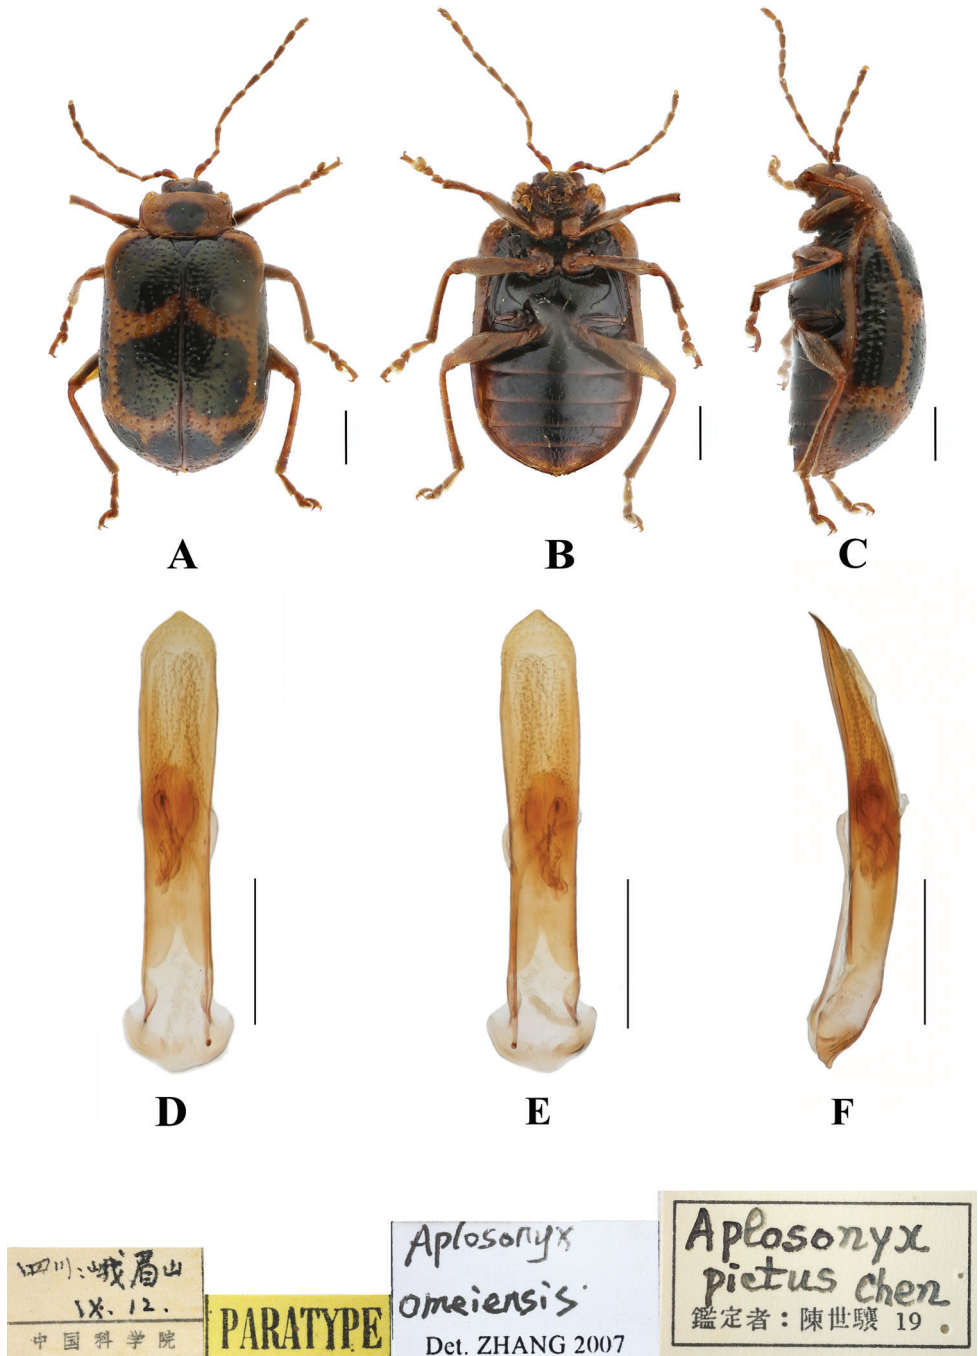 A
B
C
D
E
F
四川:峨眉山
IX.12.
中国科学院
PARATYPE
Aplosonyx
omeiensis
Det. ZHANG 2007
Aplosonyx
pictus Chen
鑑定者：陳世驤 19